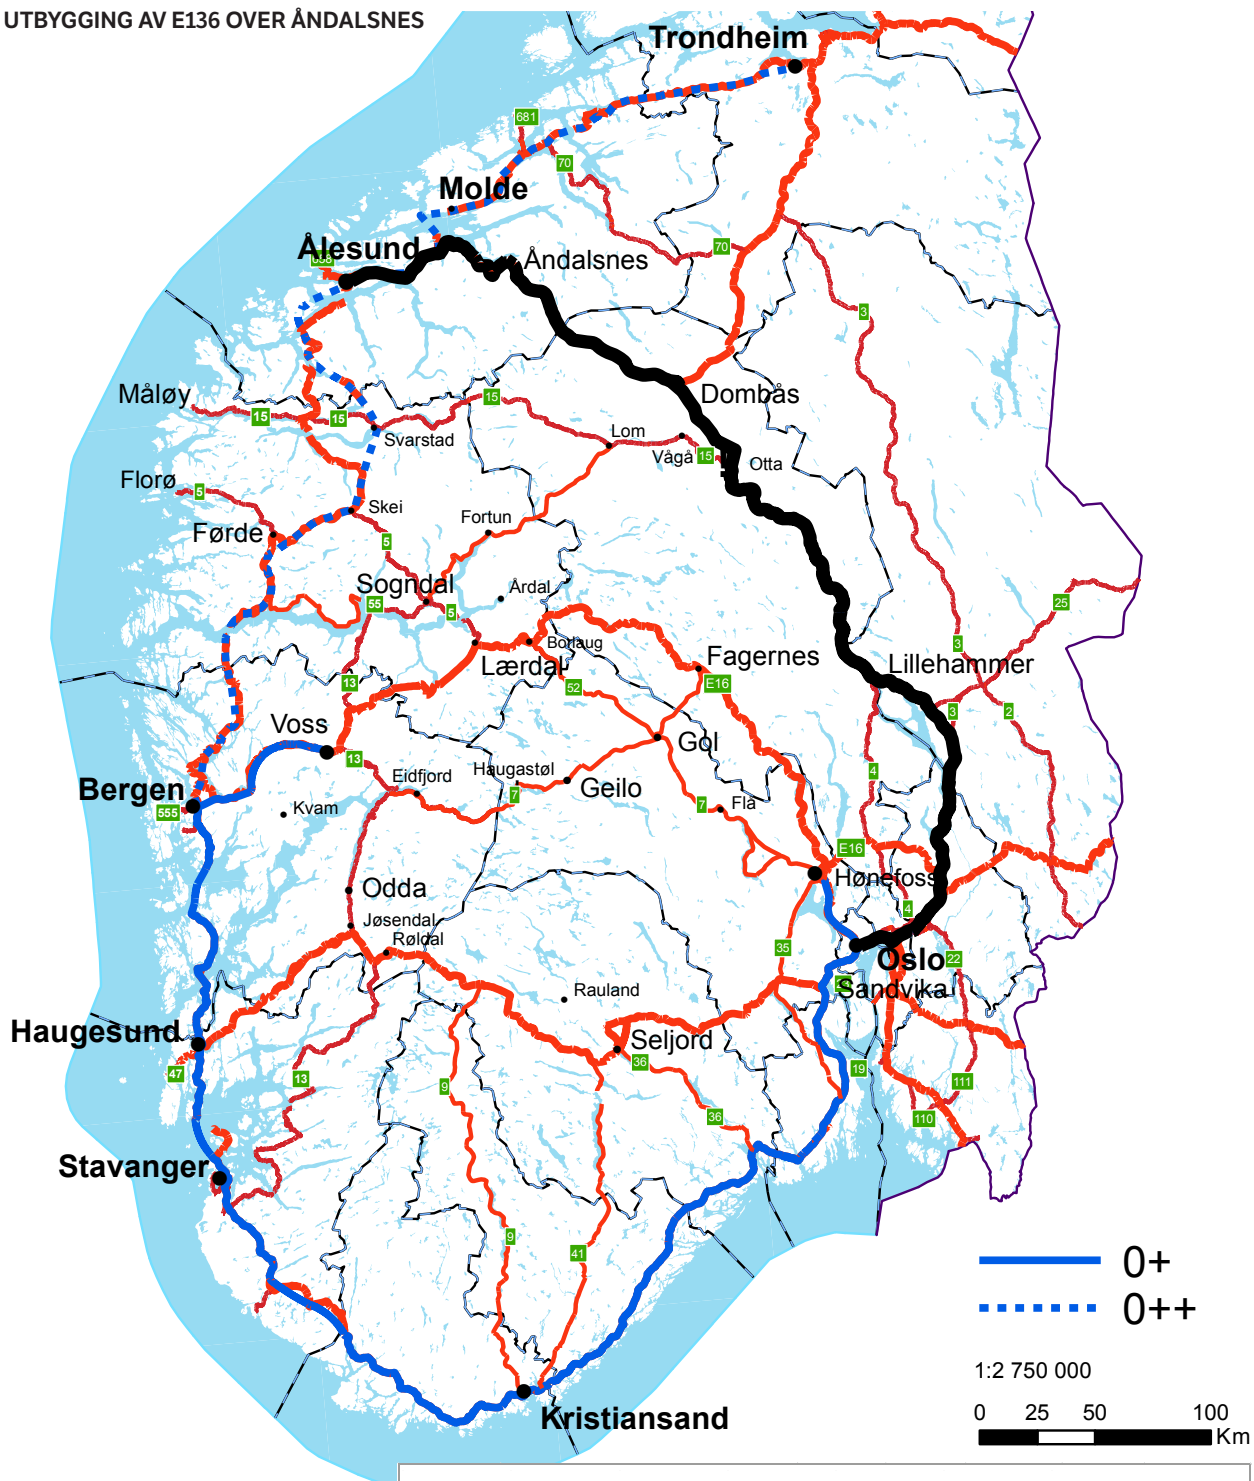 UTBYGGING AV E136 OVER ÅNDALSNES
Trondheim
681
70
Molde
Ålesund
70
Åndalsnes
3
Dombås
Måløy
15
15
15
Svarstad
Lom
Vågå
15
Otta
Florø
5
Skei
Førde
Fortun
5
Sogndal
Årdal
55
5
25
Borlaug
3
Lærdal
Fagernes
Lillehammer
13
52
E16
3
2
Voss
Gol
13
Eidfjord
Haugastøl
4
Bergen
7
Geilo
7
Flå
555
Kvam
E16
Hønefoss
Odda
4
Jøsendal
Røldal
35
Oslo
22
Rauland
Sandvika
Haugesund
Seljord
47
13
9
36
19
111
36
110
Stavanger
9
41
0+
0++
1:2 750 000
0 25 50 100
Km
Kristiansand